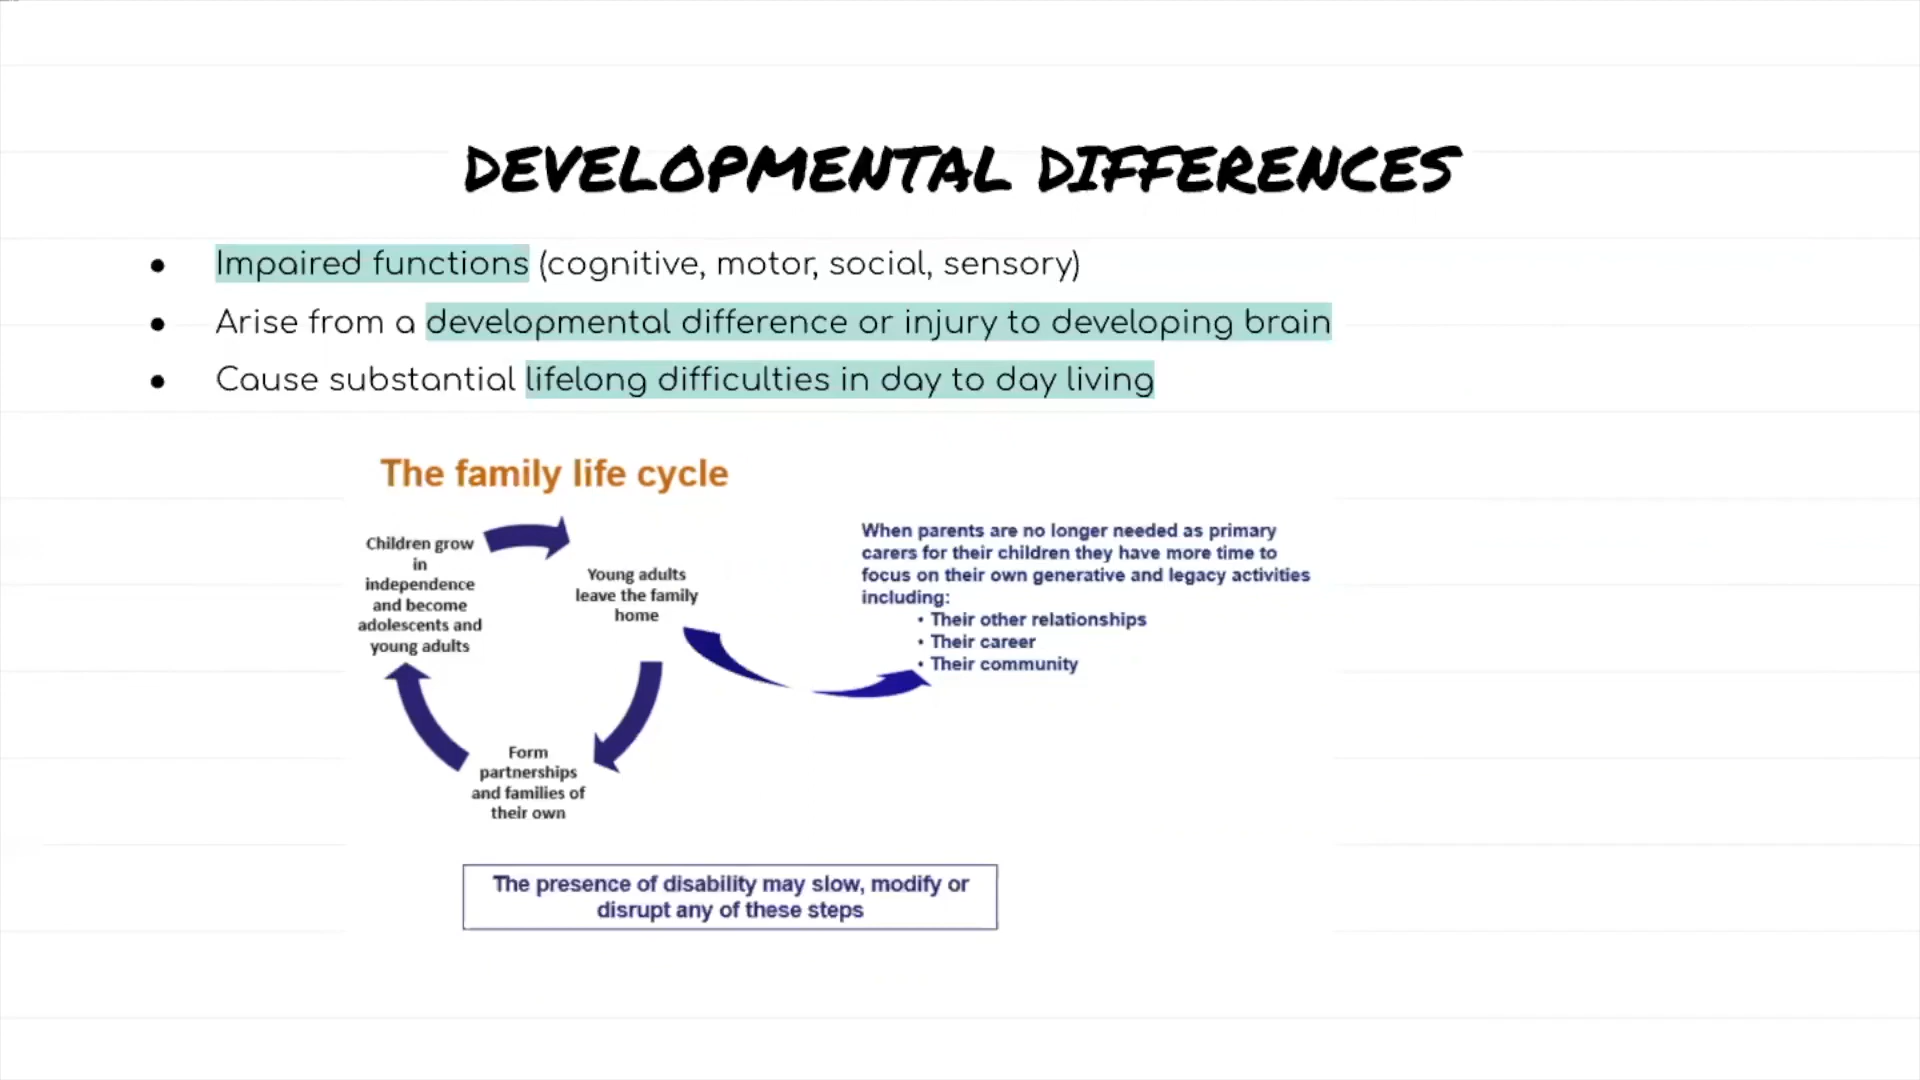 DEVELOPMENTAL DIFFERENCES
● Impaired functions (cognitive, motor, social, sensory)
● Arise from a developmental difference or injury to developing brain
● Cause substantial lifelong difficulties in day to day living
The family life cycle
Children grow
in
independence
and become
adolescents and
young adults
Young adults
leave the family
home
Form
partnerships
and families of
their own
When parents are no longer needed as primary
carers for their children they have more time to
focus on their own generative and legacy activities
including:
• Their other relationships
• Their career
• Their community
The presence of disability may slow, modify or
disrupt any of these steps